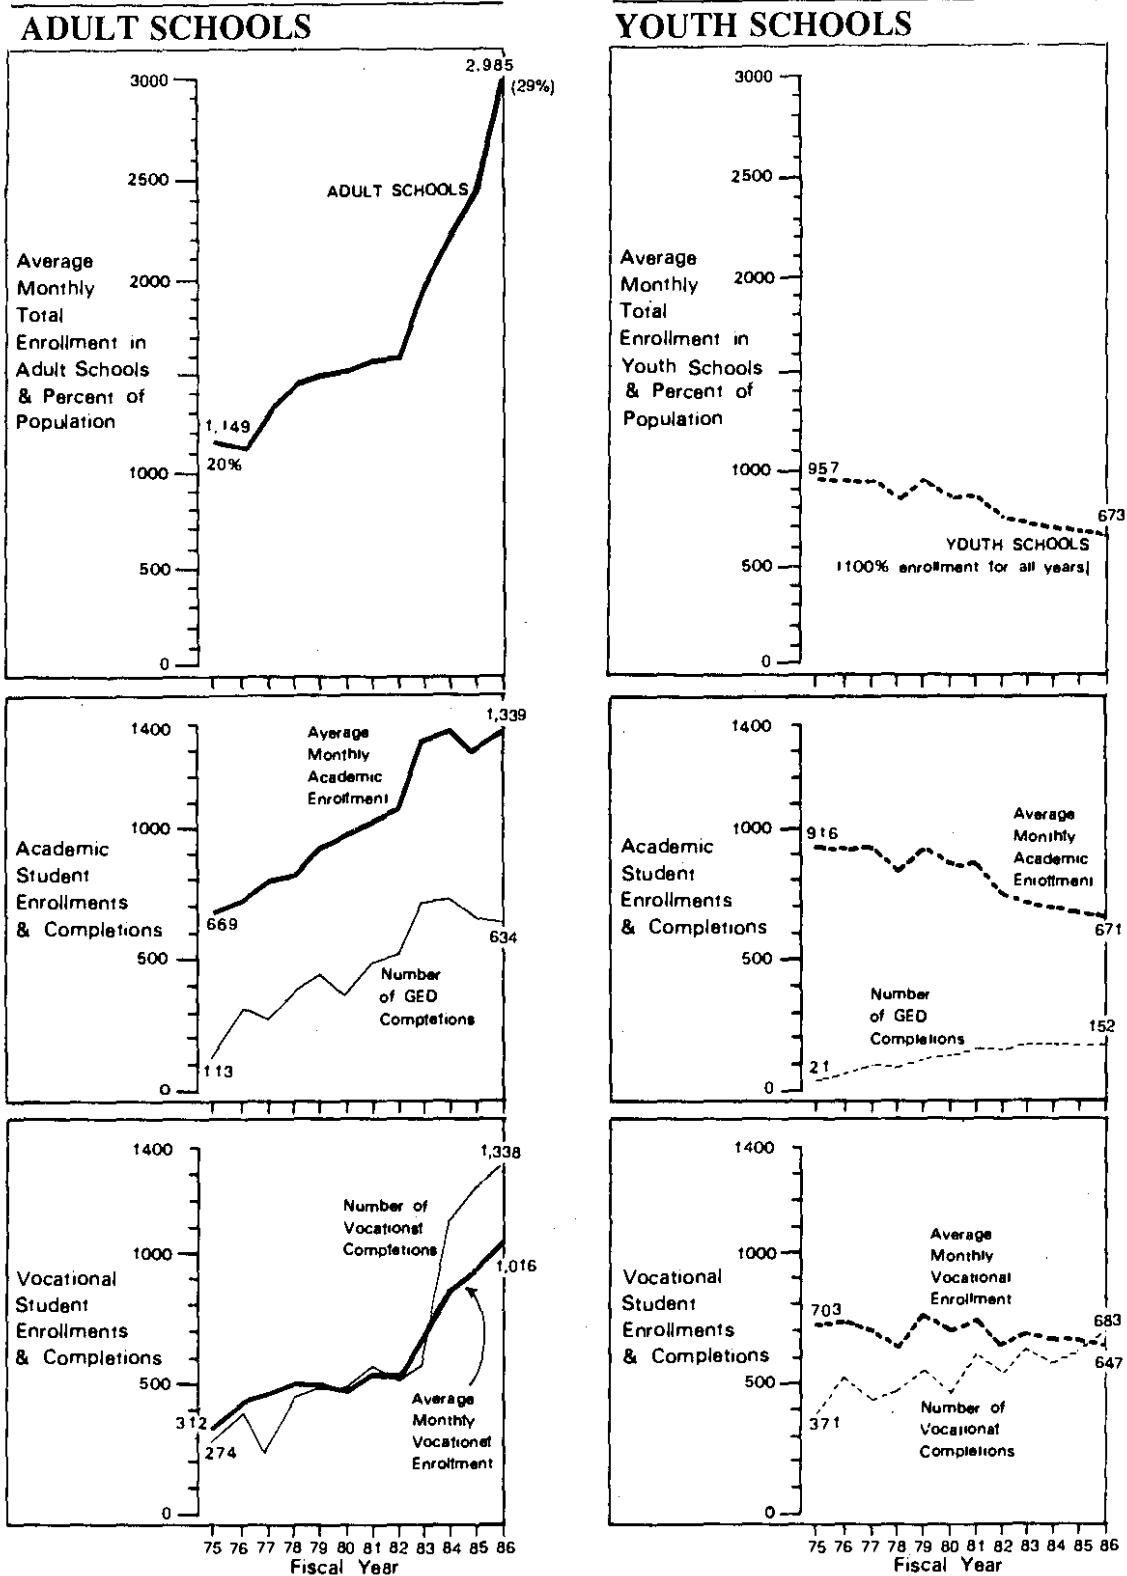 ADULT SCHOOLS
3000
2500
2000
1000
500
0
Average
Monthly
Total
Enrollment in
Adult Schools
& Percent of
Population
2,985
(29%)
ADULT SCHOOLS
1,149
20%
1400
1000
500
0
Academic
Student
Enrollments
& Completions
Average
Monthly
Academic
Enrollment
1,339
669
634
Number
of GED
Completions
113
1400
1000
500
0
Vocational
Student
Enrollments
& Completions
1,338
Number of
Vocational
Completions
1,016
312
274
Average
Monthly
Vocational
Enrollment
75 76 77 78 79 80 81 82 83 84 85 86
Fiscal Year
YOUTH SCHOOLS
3000
2500
2000
1500
1000
500
0
Average
Monthly
Total
Enrollment in
Youth Schools
& Percent of
Population
957
673
YOUTH SCHOOLS
(100% enrollment for all years)
1400
1000
500
0
Academic
Student
Enrollments
& Completions
916
Average
Monthly
Academic
Enrollment
671
Number
of GED
Completions
152
21
1400
1000
500
0
Vocational
Student
Enrollments
& Completions
Average
Monthly
Vocational
Enrollment
703
683
647
371
Number of
Vocational
Completions
75 76 77 78 79 80 81 82 83 84 85 86
Fiscal Year